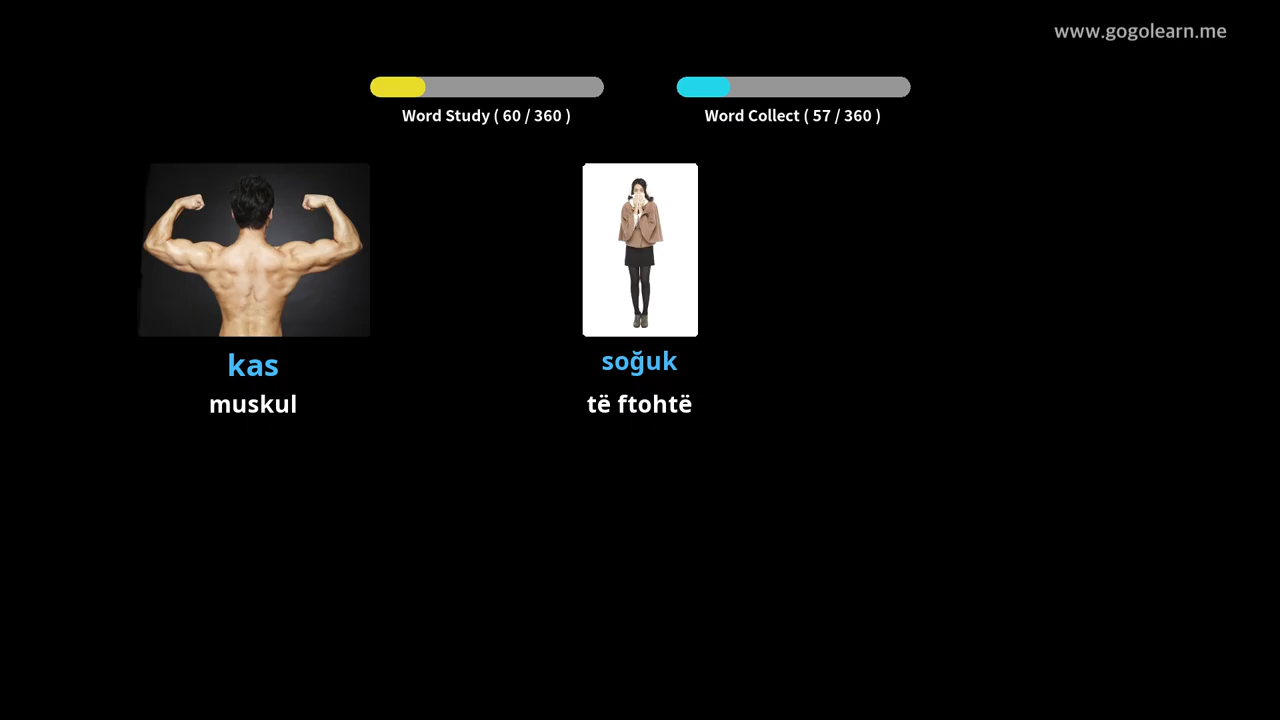 www.gogolearn.me
Word Study ( 60 / 360 )
Word Collect ( 57 / 360 )
kas
muskul
soğuk
të ftohtë